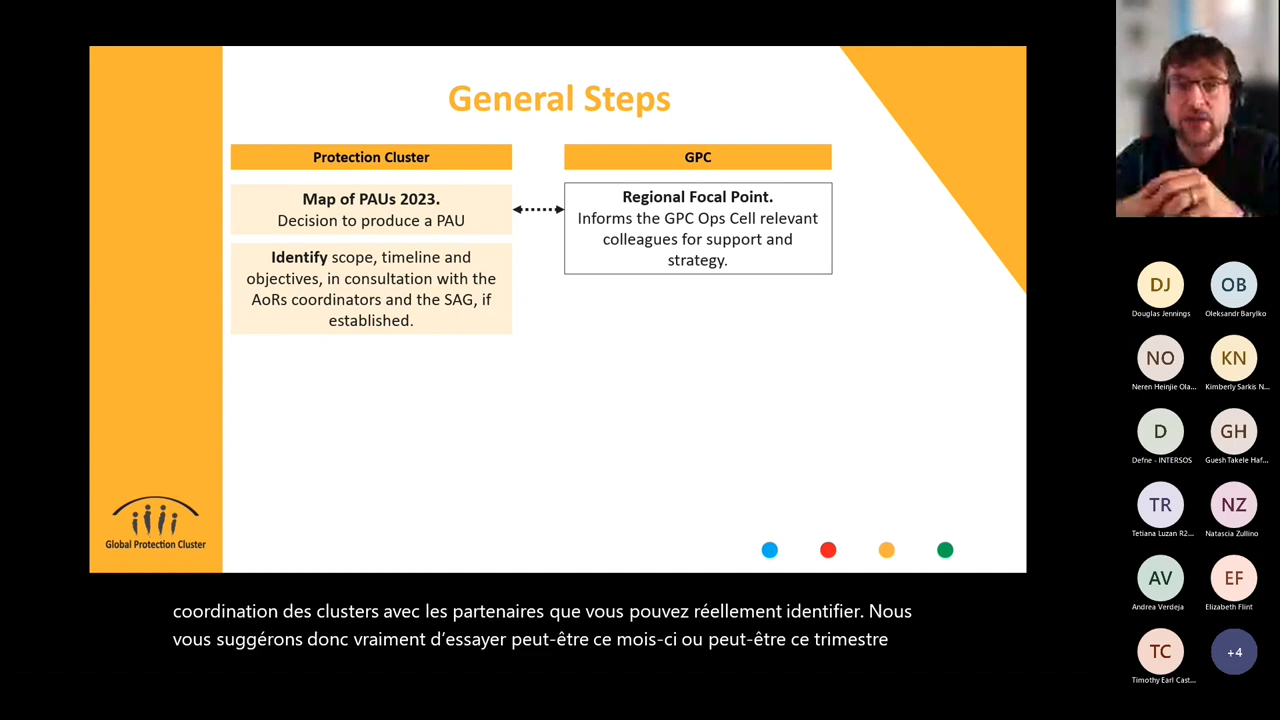 General Steps
Protection Cluster
GPC
Map of PAUs 2023.
Decision to produce a PAU
Regional Focal Point.
Informs the GPC Ops Cell relevant
colleagues for support and
strategy.
Identify scope, timeline and
objectives, in consultation with the
AoRs coordinators and the SAG, if
established.
Global Protection Cluster
coordination des clusters avec les partenaires que vous pouvez réellement identifier. Nous
vous suggérons donc vraiment d'essayer peut-être ce mois-ci ou peut-être ce trimestre
DJ
OB
Douglas Jennings
Oleksandr Barylko
NO
KN
Neren Heinjie Ola...
Kimberly Sarkis N...
D
GH
Defne - INTERSOS
Guesh Takele Haf...
TR
NZ
Tetiana Luzan R2...
Natascia Zullino
AV
EF
Andrea Verdeja
Elizabeth Flint
TC
+4
Timothy Earl Cast...